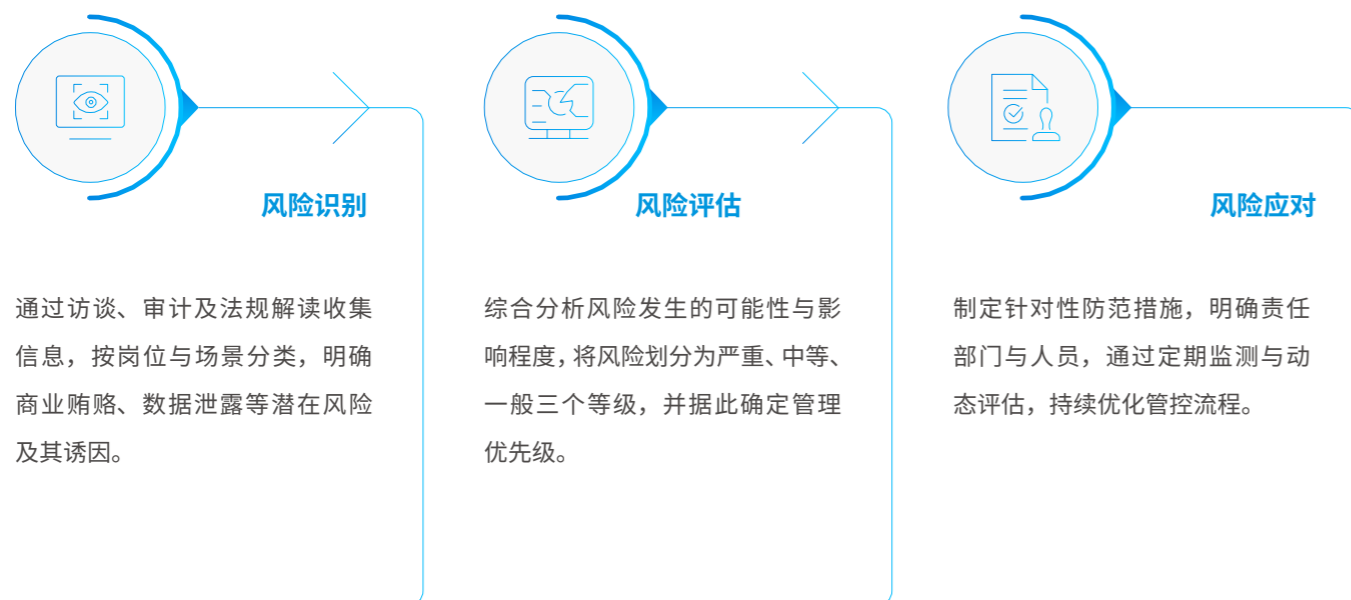 风险识别
通过访谈、审计及法规解读收集
信息，按岗位与场景分类，明确
商业贿赂、数据泄露等潜在风险
及其诱因。
风险评估
综合分析风险发生的可能性与影
响程度，将风险划分为严重、中等、
一般三个等级，并据此确定管理
优先级。
风险应对
制定针对性防范措施，明确责任
部门与人员，通过定期监测与动
态评估，持续优化管控流程。